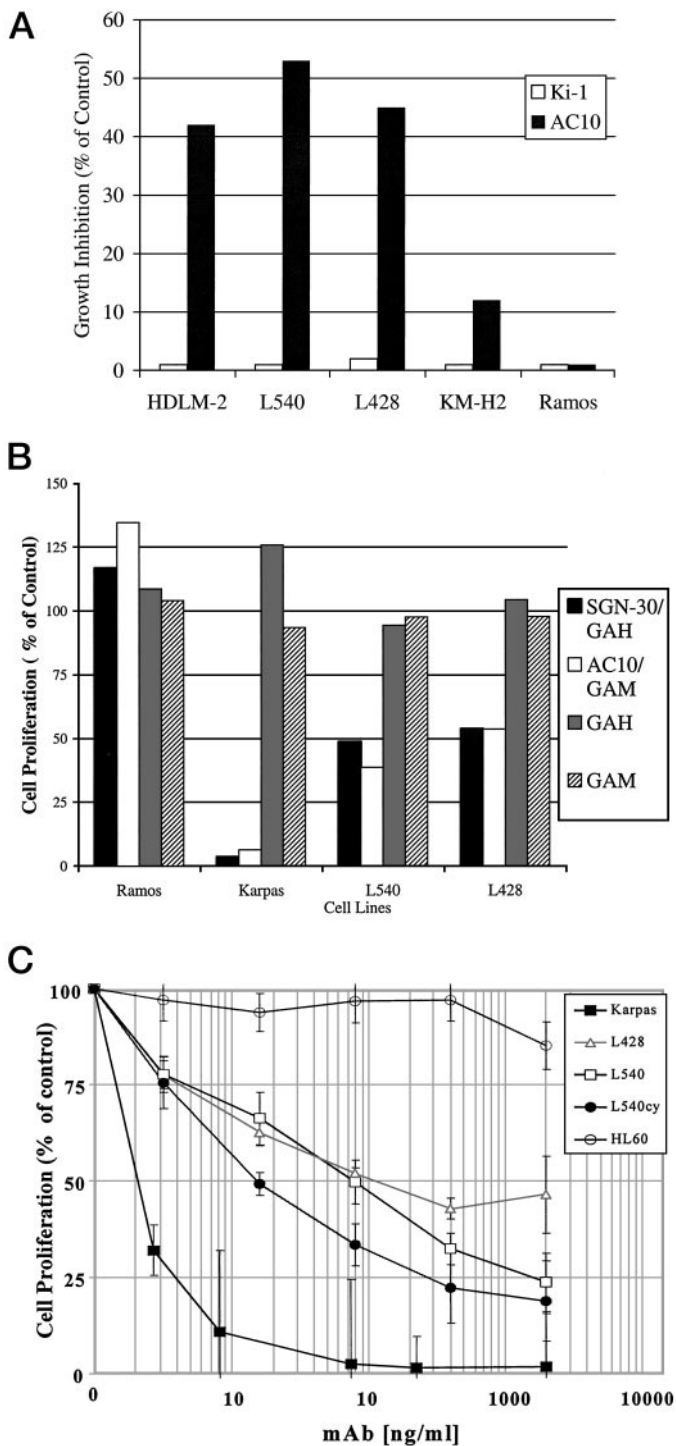 A
Growth Inhibition (% of Control)
60
50
40
30
20
10
0
Ki-1
AC10
HDLM-2 L540 L428 KM-H2 Ramos
B
Cell Proliferation ( % of Control)
150
125
100
75
50
25
0
SGN-30/
GAH
AC10/
GAM
GAH
GAM
Ramos Karpas L540 L428
Cell Lines
C
Cell Proliferation (% of control)
100
75
50
25
0
Karpas
L428
L540
L540cy
HL60
0 10 10 1000 10000
mAb [ng/ml]